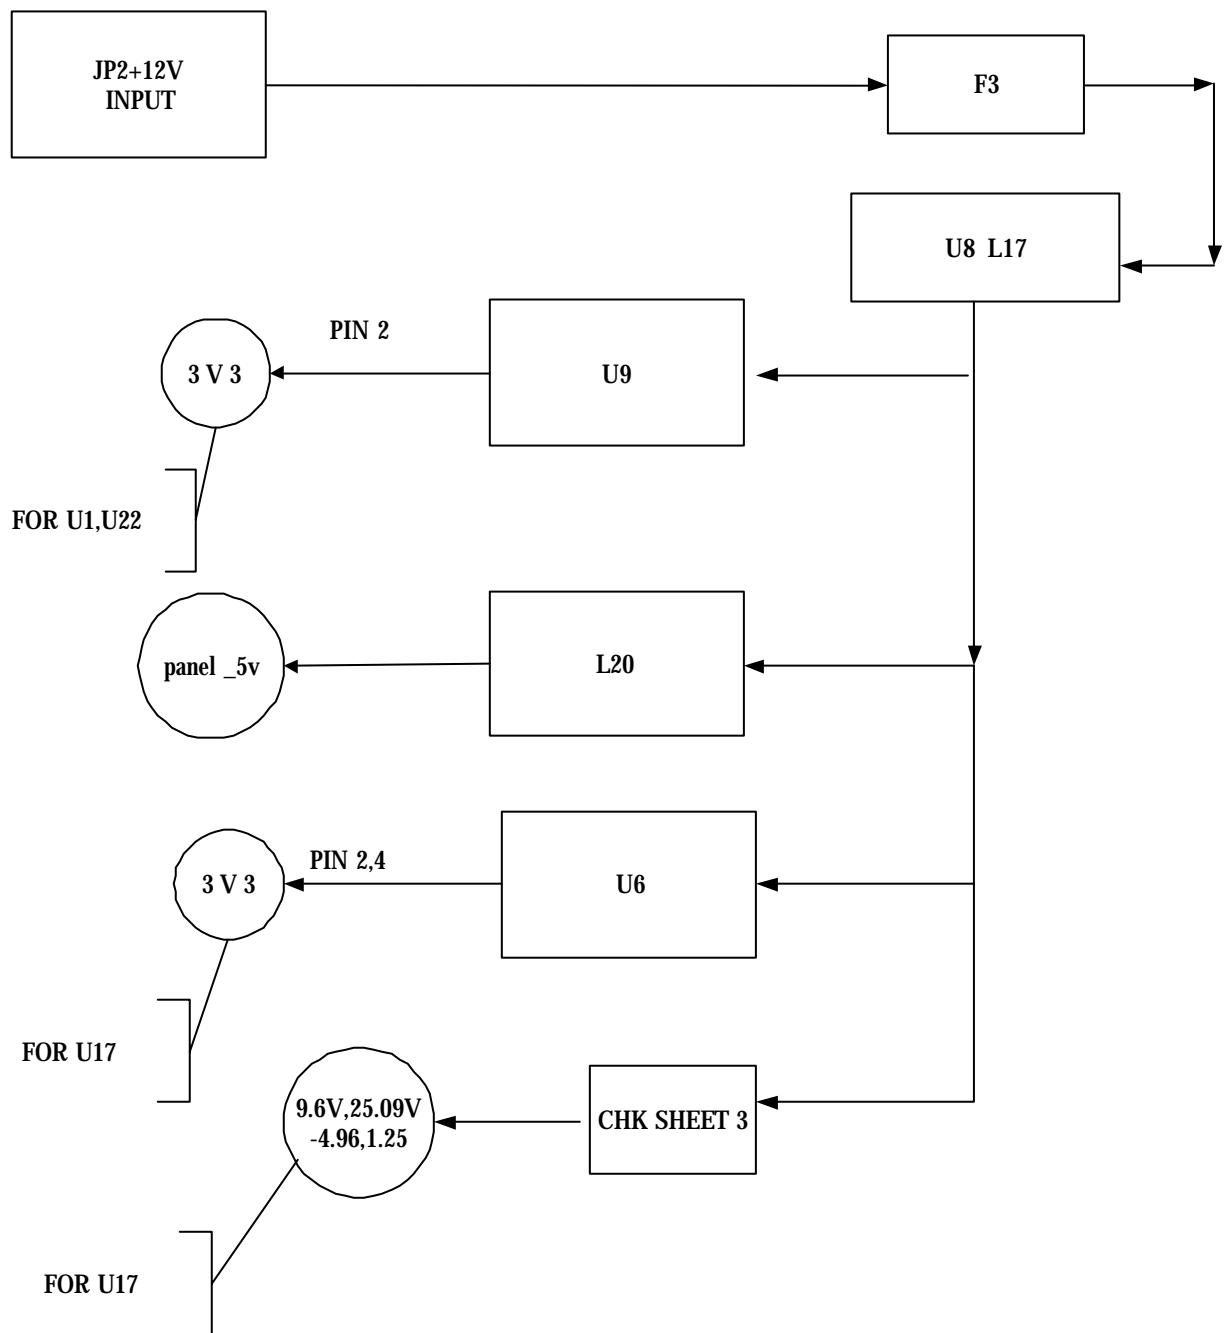 JP2+12V
INPUT
F3
U8 L17
PIN 2
3 V 3
U9
FOR U1,U22
panel _5v
L20
PIN 2,4
3 V 3
U6
FOR U17
9.6V,25.09V
-4.96,1.25
CHK SHEET 3
FOR U17